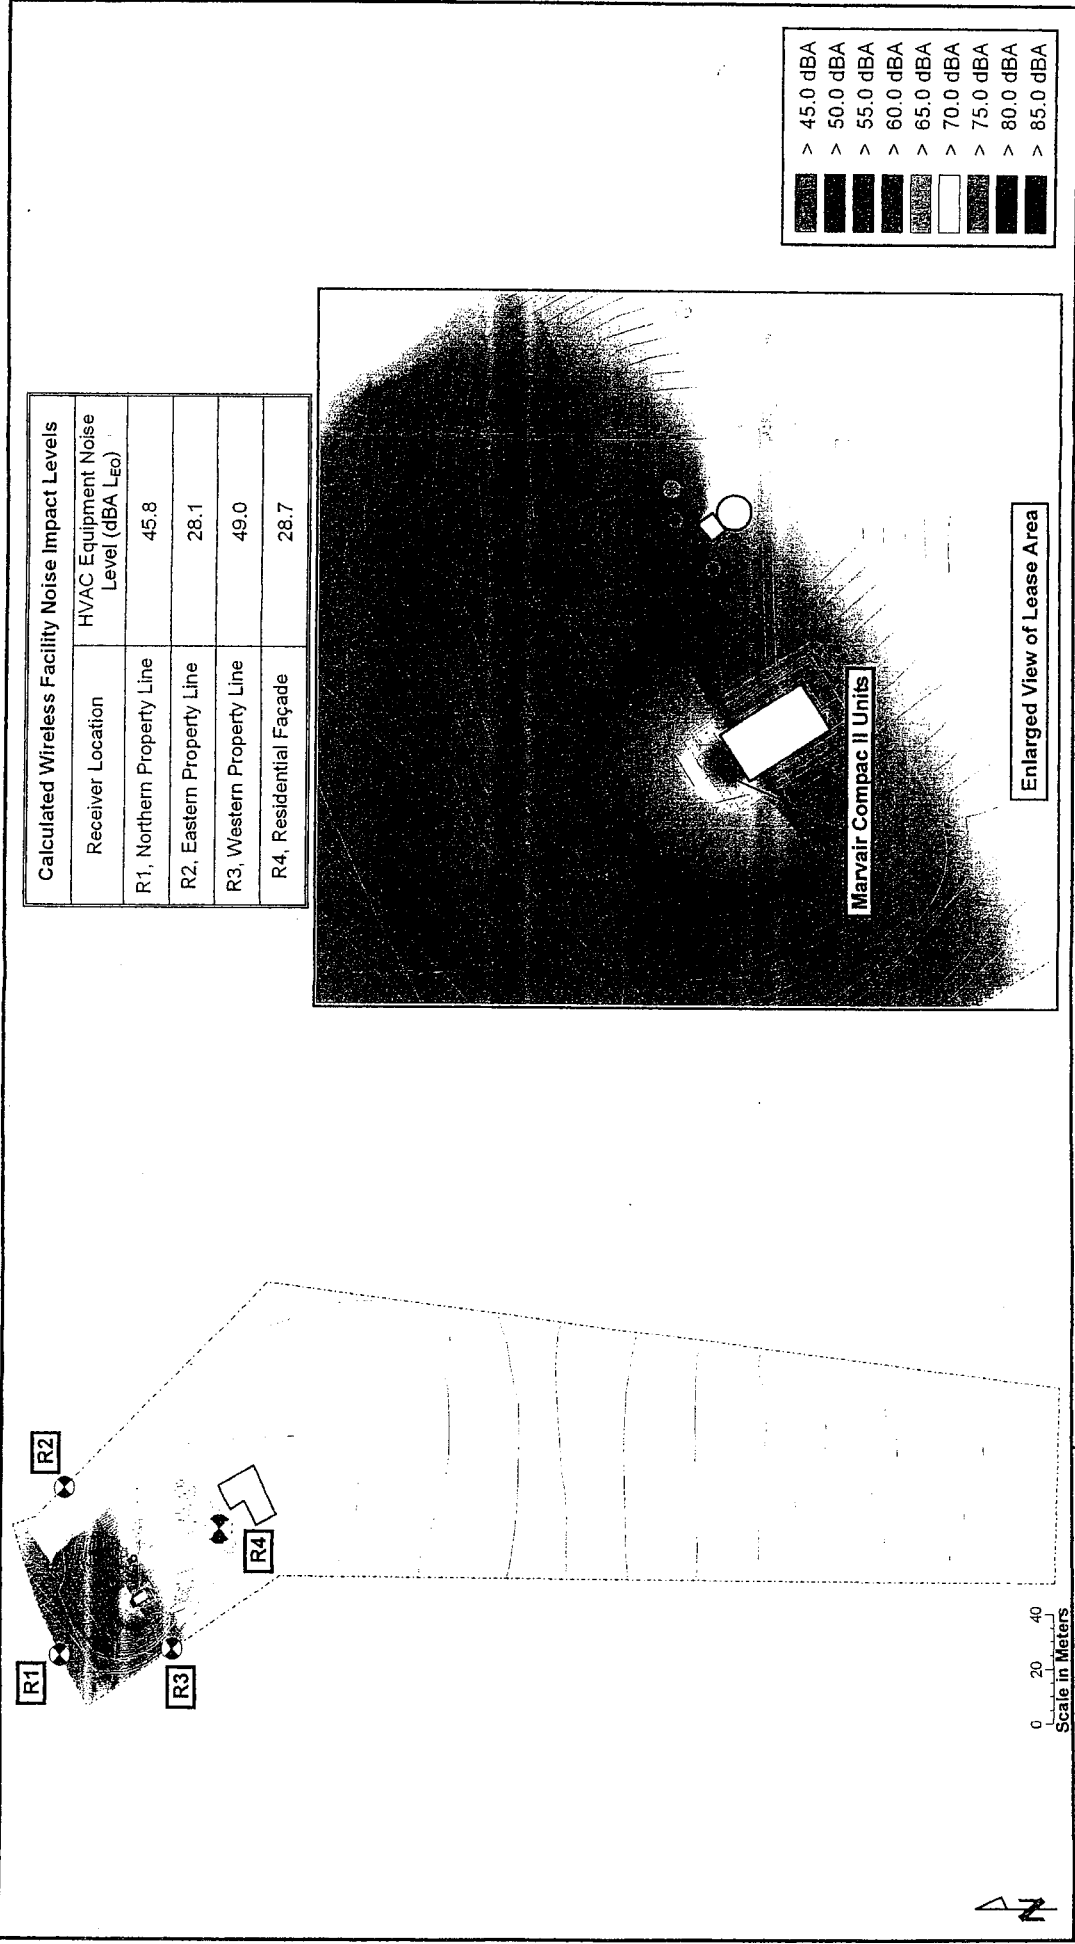 Calculated Wireless Facility Noise Impact Levels
Receiver Location
HVAC Equipment Noise
Level (dBA LEQ)
R1, Northern Property Line
45.8
R2, Eastern Property Line
28.1
R3, Western Property Line
49.0
R4, Residential Façade
28.7
R1
R2
R3
R4
Marvair Compac II Units
Enlarged View of Lease Area
> 45.0 dBA
> 50.0 dBA
> 55.0 dBA
> 60.0 dBA
> 65.0 dBA
> 70.0 dBA
> 75.0 dBA
> 80.0 dBA
> 85.0 dBA
0 20 40
Scale in Meters
N